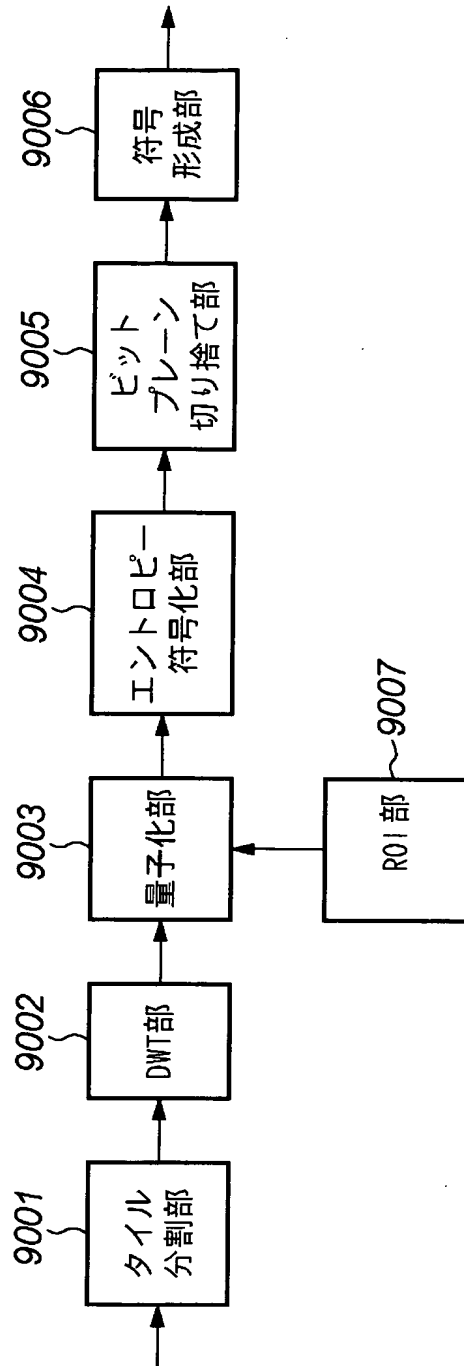 9001
タイル
分割部
9002
DWT部
9003
量子化部
9004
エントロピー
符号化部
9005
ビット
プレーン
切り捨て部
9006
符号
形成部
9007
ROI部